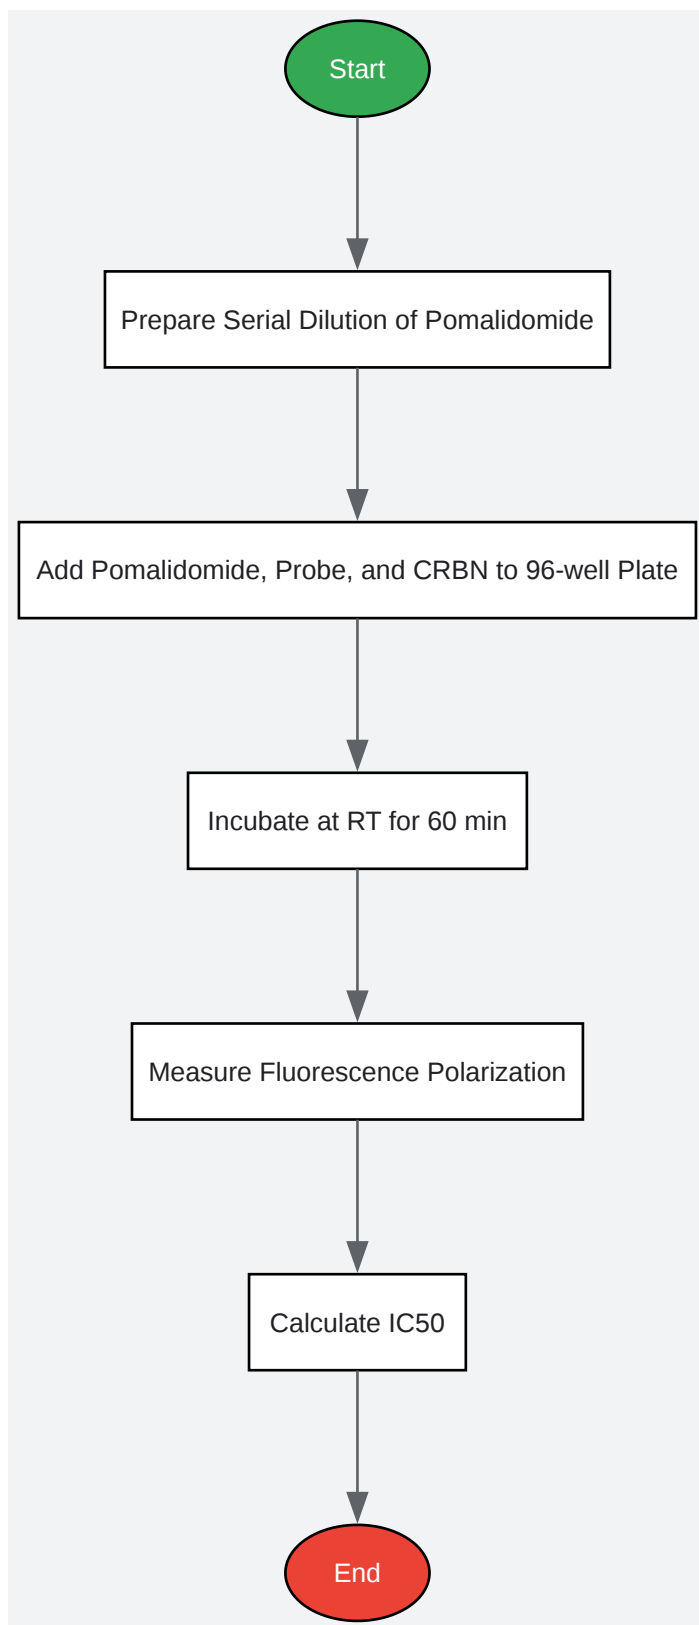 Start
Prepare Serial Dilution of Pomalidomide
Add Pomalidomide, Probe, and CRBN to 96-well Plate
Incubate at RT for 60 min
Measure Fluorescence Polarization
Calculate IC50
End